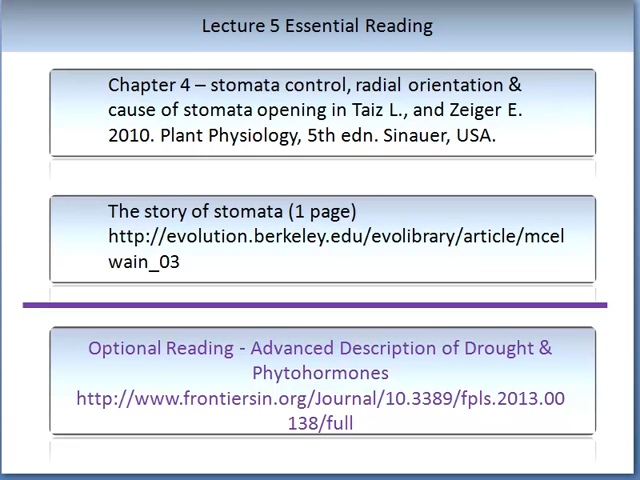 Lecture 5 Essential Reading
Chapter 4 – stomata control, radial orientation &
cause of stomata opening in Taiz L., and Zeiger E.
2010. Plant Physiology, 5th edn. Sinauer, USA.
The story of stomata (1 page)
http://evolution.berkeley.edu/evolibrary/article/mcel
wain_03
Optional Reading - Advanced Description of Drought &
Phytohormones
http://www.frontiersin.org/Journal/10.3389/fpls.2013.00
138/full